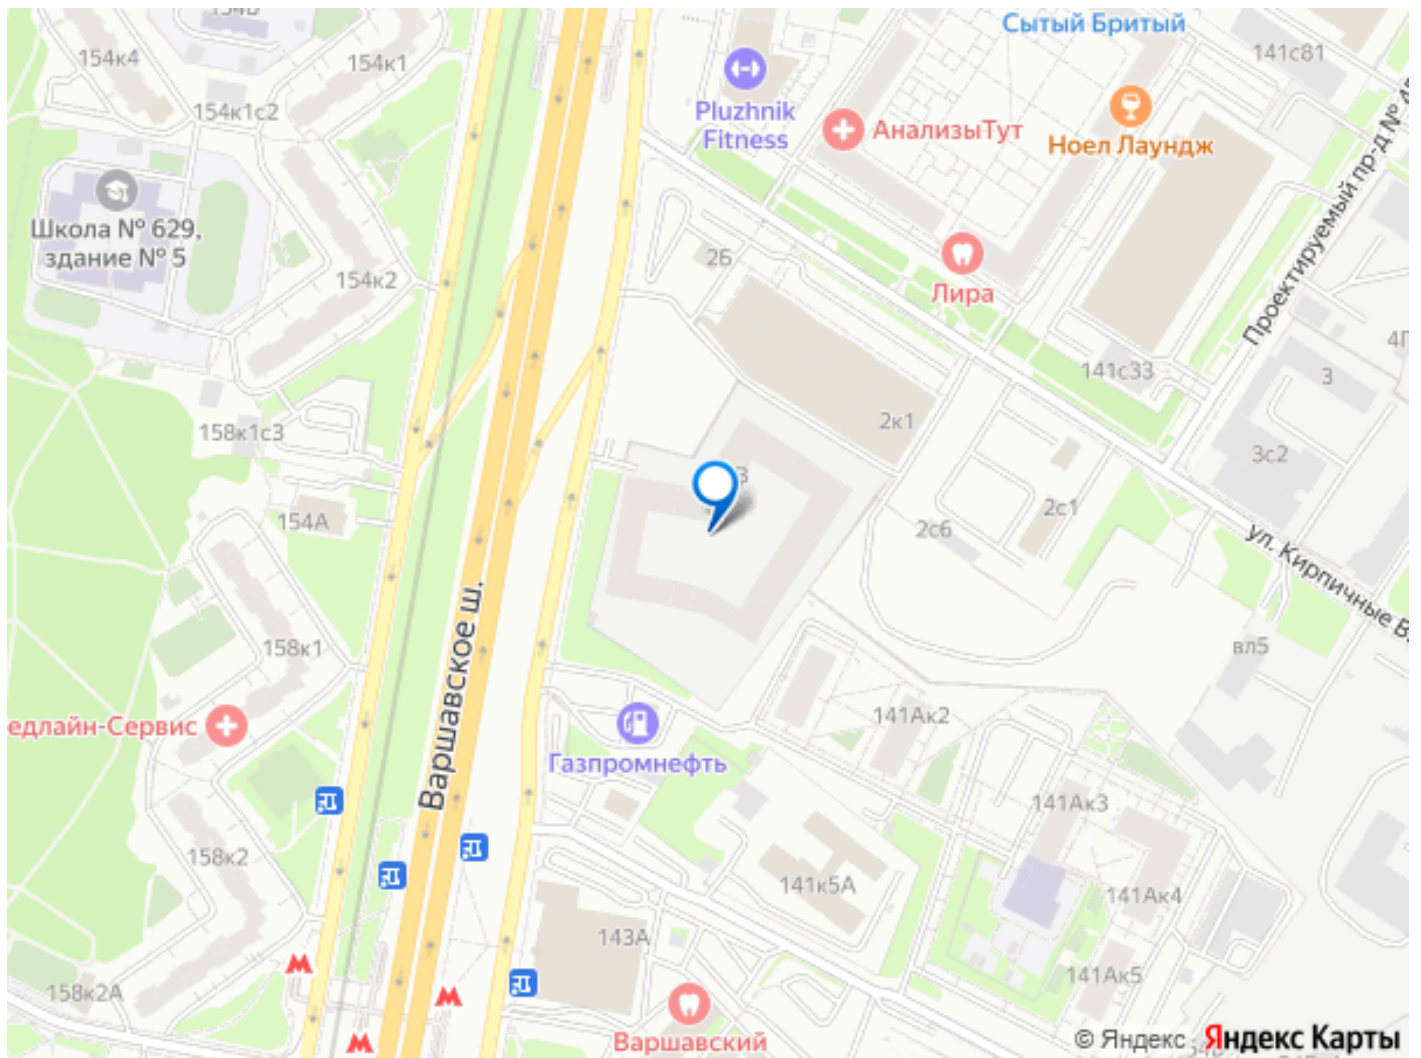 154к4
154к1
154к1с2
Школа № 629,
здание № 5
154к2
158к1с3
154А
158к1
едлайн-Сервис
158к2
158к2А
Варшавское ш.
Сытый Бритый
141с81
Pluzhnik
Fitness
АнализыТут
Ноел Лаундж
2Б
Лира
141с33
Проектируемый пр-д №
3
3с2
2к1
2с6
2с1
ул. Кирпичные В
вл5
141Ак2
Газпромнефть
141Ак3
141к5А
141Ак4
143А
141Ак5
Варшавский
© Яндекс Яндекс Карты